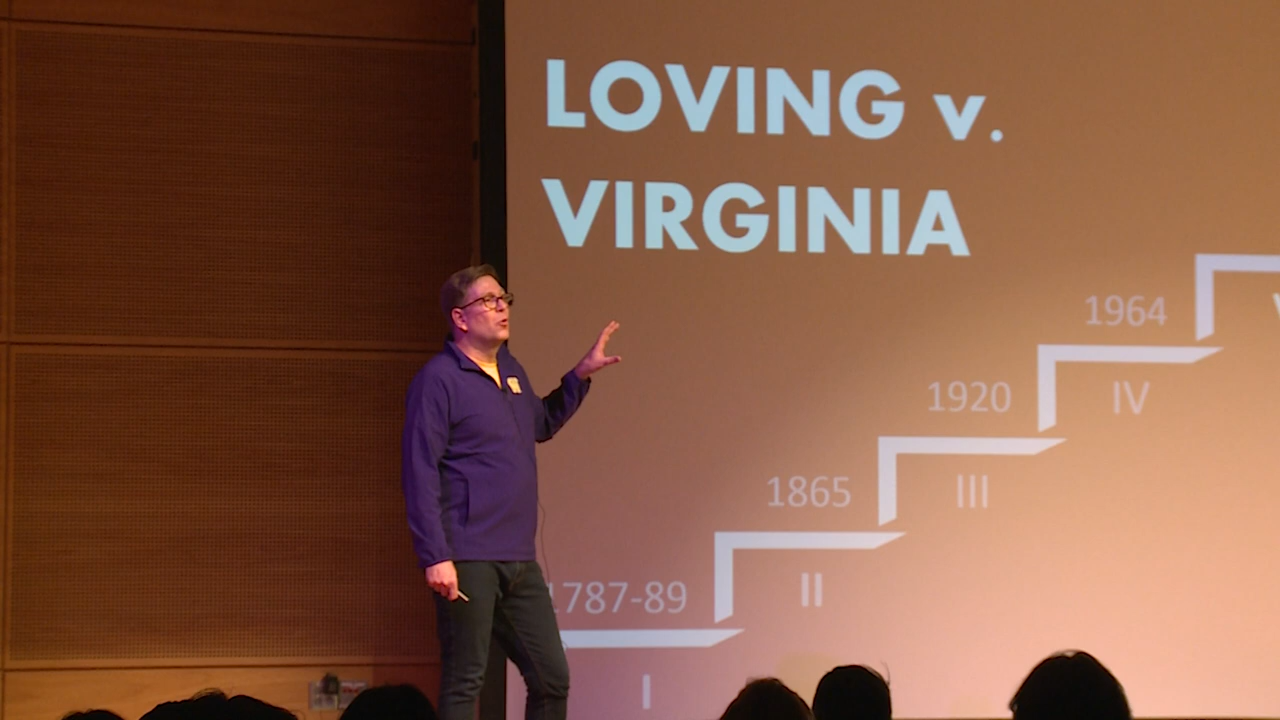 LOVING v.
VIRGINIA
1964
1920
IV
1865
III
1787-89
II
I